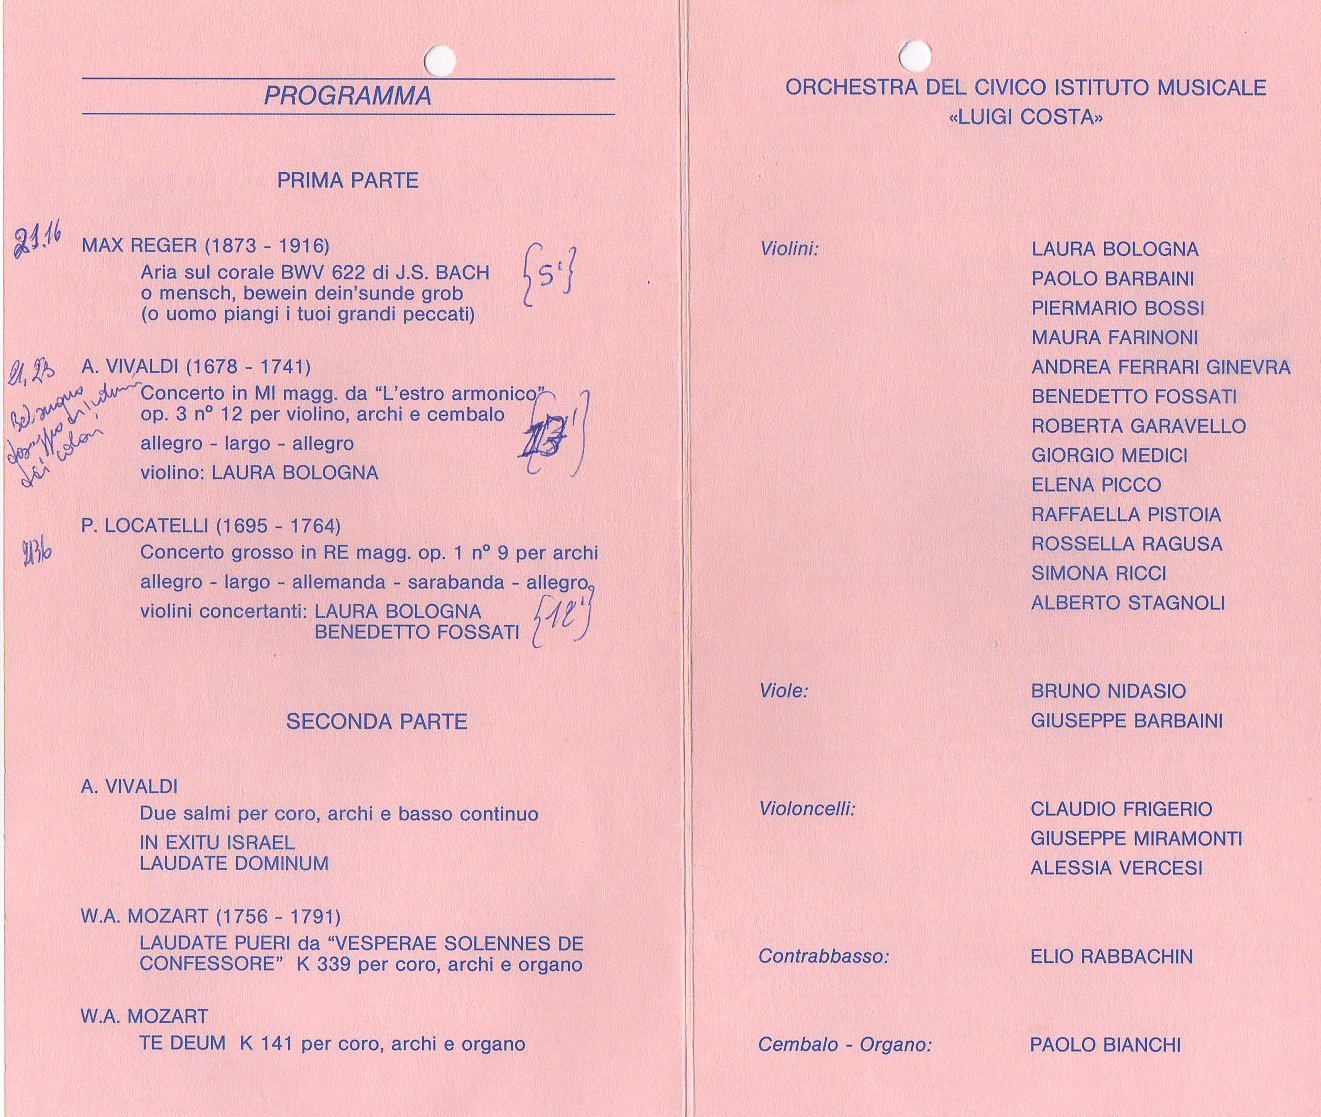 PROGRAMMA
PRIMA PARTE
21.16
MAX REGER (1873 - 1916)
Aria sul corale BWV 622 di J.S. BACH
o mensch, bewein dein'sunde grob
(o uomo piangi i tuoi grandi peccati)
{5'}
21,23
A. VIVALDI (1678 - 1741)
Concerto in MI magg. da “L'estro armonico”
op. 3 nº 12 per violino, archi e cembalo
allegro - largo - allegro
violino: LAURA BOLOGNA
dei colori
P. LOCATELLI (1695 - 1764)
2136
Concerto grosso in RE magg. op. 1 nº 9 per archi
allegro - largo - allemanda - sarabanda - allegro
violini concertanti: LAURA BOLOGNA
BENEDETTO FOSSATI
{12'}
SECONDA PARTE
A. VIVALDI
Due salmi per coro, archi e basso continuo
IN EXITU ISRAEL
LAUDATE DOMINUM
W.A. MOZART (1756 - 1791)
LAUDATE PUERI da “VESPERAE SOLENNES DE
CONFESSORE” K 339 per coro, archi e organo
W.A. MOZART
TE DEUM K 141 per coro, archi e organo
ORCHESTRA DEL CIVICO ISTITUTO MUSICALE
«LUIGI COSTA»
Violini: LAURA BOLOGNA
PAOLO BARBAINI
PIERMARIO BOSSI
MAURA FARINONI
ANDREA FERRARI GINEVRA
BENEDETTO FOSSATI
ROBERTA GARAVELLO
GIORGIO MEDICI
ELENA PICCO
RAFFAELLA PISTOIA
ROSSELLA RAGUSA
SIMONA RICCI
ALBERTO STAGNOLI
Viole: BRUNO NIDASIO
GIUSEPPE BARBAINI
Violoncelli: CLAUDIO FRIGERIO
GIUSEPPE MIRAMONTI
ALESSIA VERCESI
Contrabbasso: ELIO RABBACHIN
Cembalo - Organo: PAOLO BIANCHI